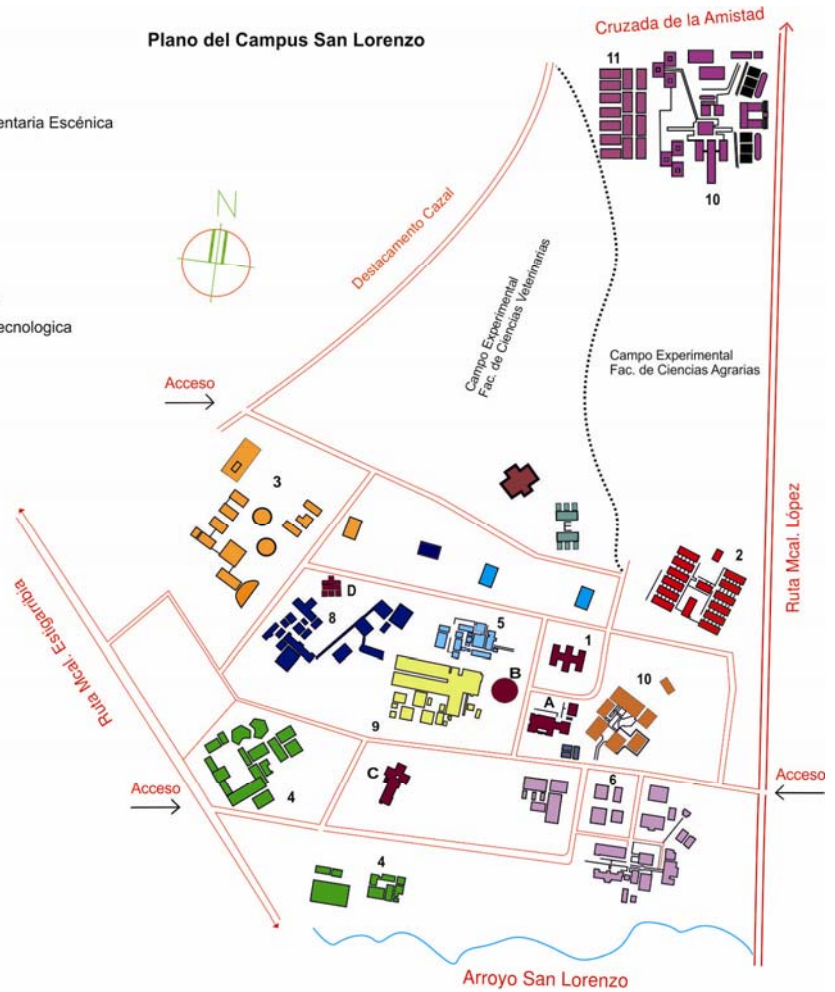 Cruzada de la Amistad
Plano del Campus San Lorenzo
11
entaria Escénica
10
N
Destacamento Cazal
Campo Experimental
Fac. de Ciencias Veterinarias
ecnologica
Campo Experimental
Fac. de Ciencias Agrarias
Acceso
3
E
2
Ruta Mcal. López
Ruta Mcal. Estigarribia
D
8
5
1
B
10
A
9
C
6
Acceso
Acceso
4
4
Arroyo San Lorenzo